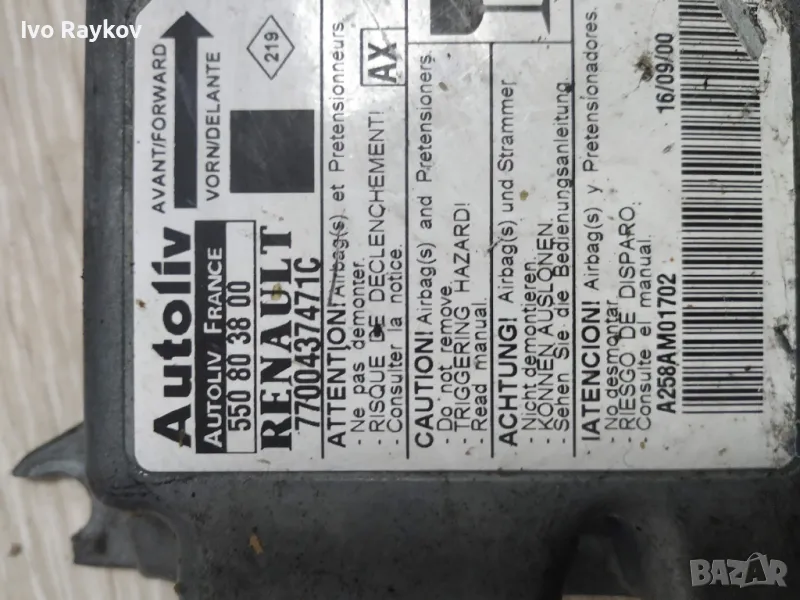 Ivo Raykov
Autoliv
AVANT/FORWARD
VORN/DELANTE
219
AUTOLIV FRANCE
550 80 38 00
RENAULT
7700437471C
AX
ATTENTION! Airbag(s) et Pretensionneurs
- Ne pas demonter.
- RISQUE DE DECLENCHEMENT!
- Consulter la notice.
CAUTION! Airbag(s) and Pretensioners.
- Do not remove.
- TRIGGERING HAZARD!
- Read manual.
ACHTUNG! Airbag(s) und Strammer
- Nicht demontieren.
- KÖNNEN AUSLONEN.
- Sehen Sie die Bedienungsanleitung.
!ATENCION! Airbag(s) y Pretensionadores.
- No desmontar.
- RIESGO DE DISPARO.
- Consulte el manual.
16/09/00
A258AM01702
BAZAR